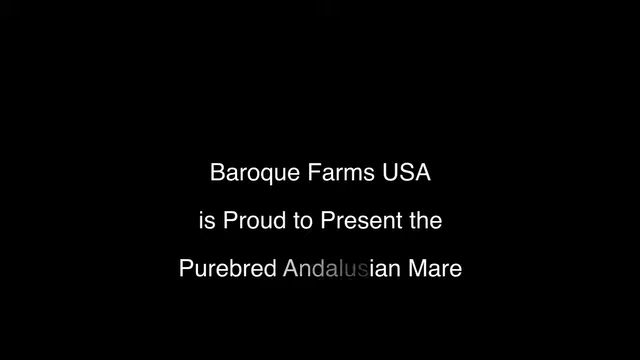 Baroque Farms USA
is Proud to Present the
Purebred Andalusian Mare